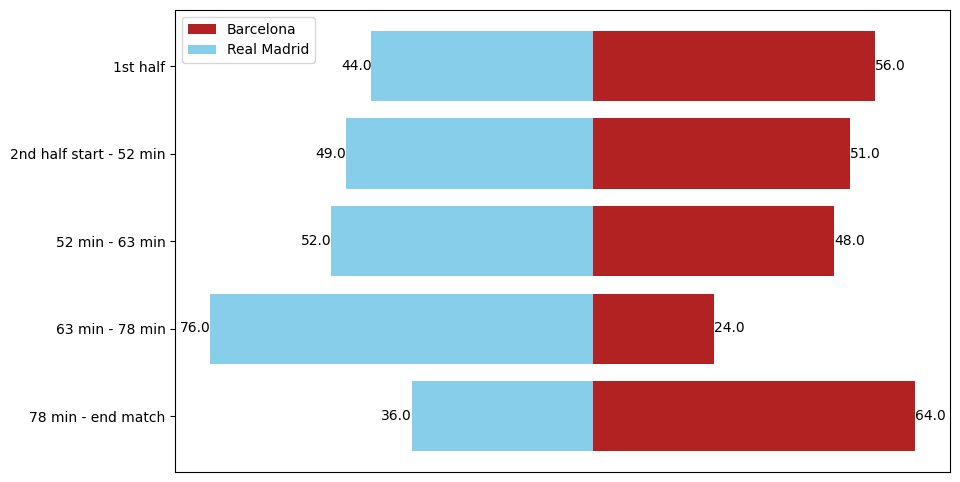 Barcelona
Real Madrid
1st half
44.0
56.0
2nd half start - 52 min
49.0
51.0
52 min - 63 min
52.0
48.0
63 min - 78 min
76.0
24.0
78 min - end match
36.0
64.0